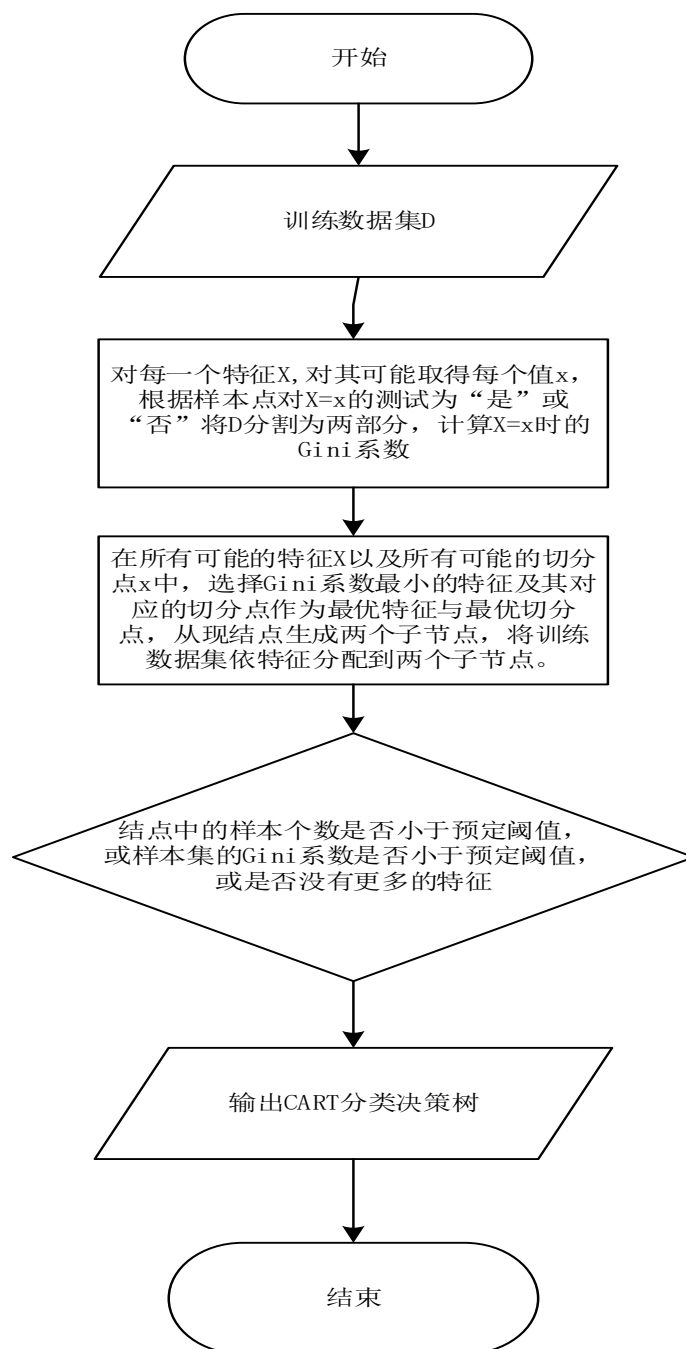 开始
训练数据集D
对每一个特征X,对其可能取得每个值x,
根据样本点对X=x的测试为“是”或
“否”将D分割为两部分，计算X=x时的
Gini系数
在所有可能的特征X以及所有可能的切分
点x中，选择Gini系数最小的特征及其对
应的切分点作为最优特征与最优切分
点，从现结点生成两个子节点，将训练
数据集依特征分配到两个子节点。
结点中的样本个数是否小于预定阈值，
或样本集的Gini系数是否小于预定阈值，
或是否没有更多的特征
输出CART分类决策树
结束